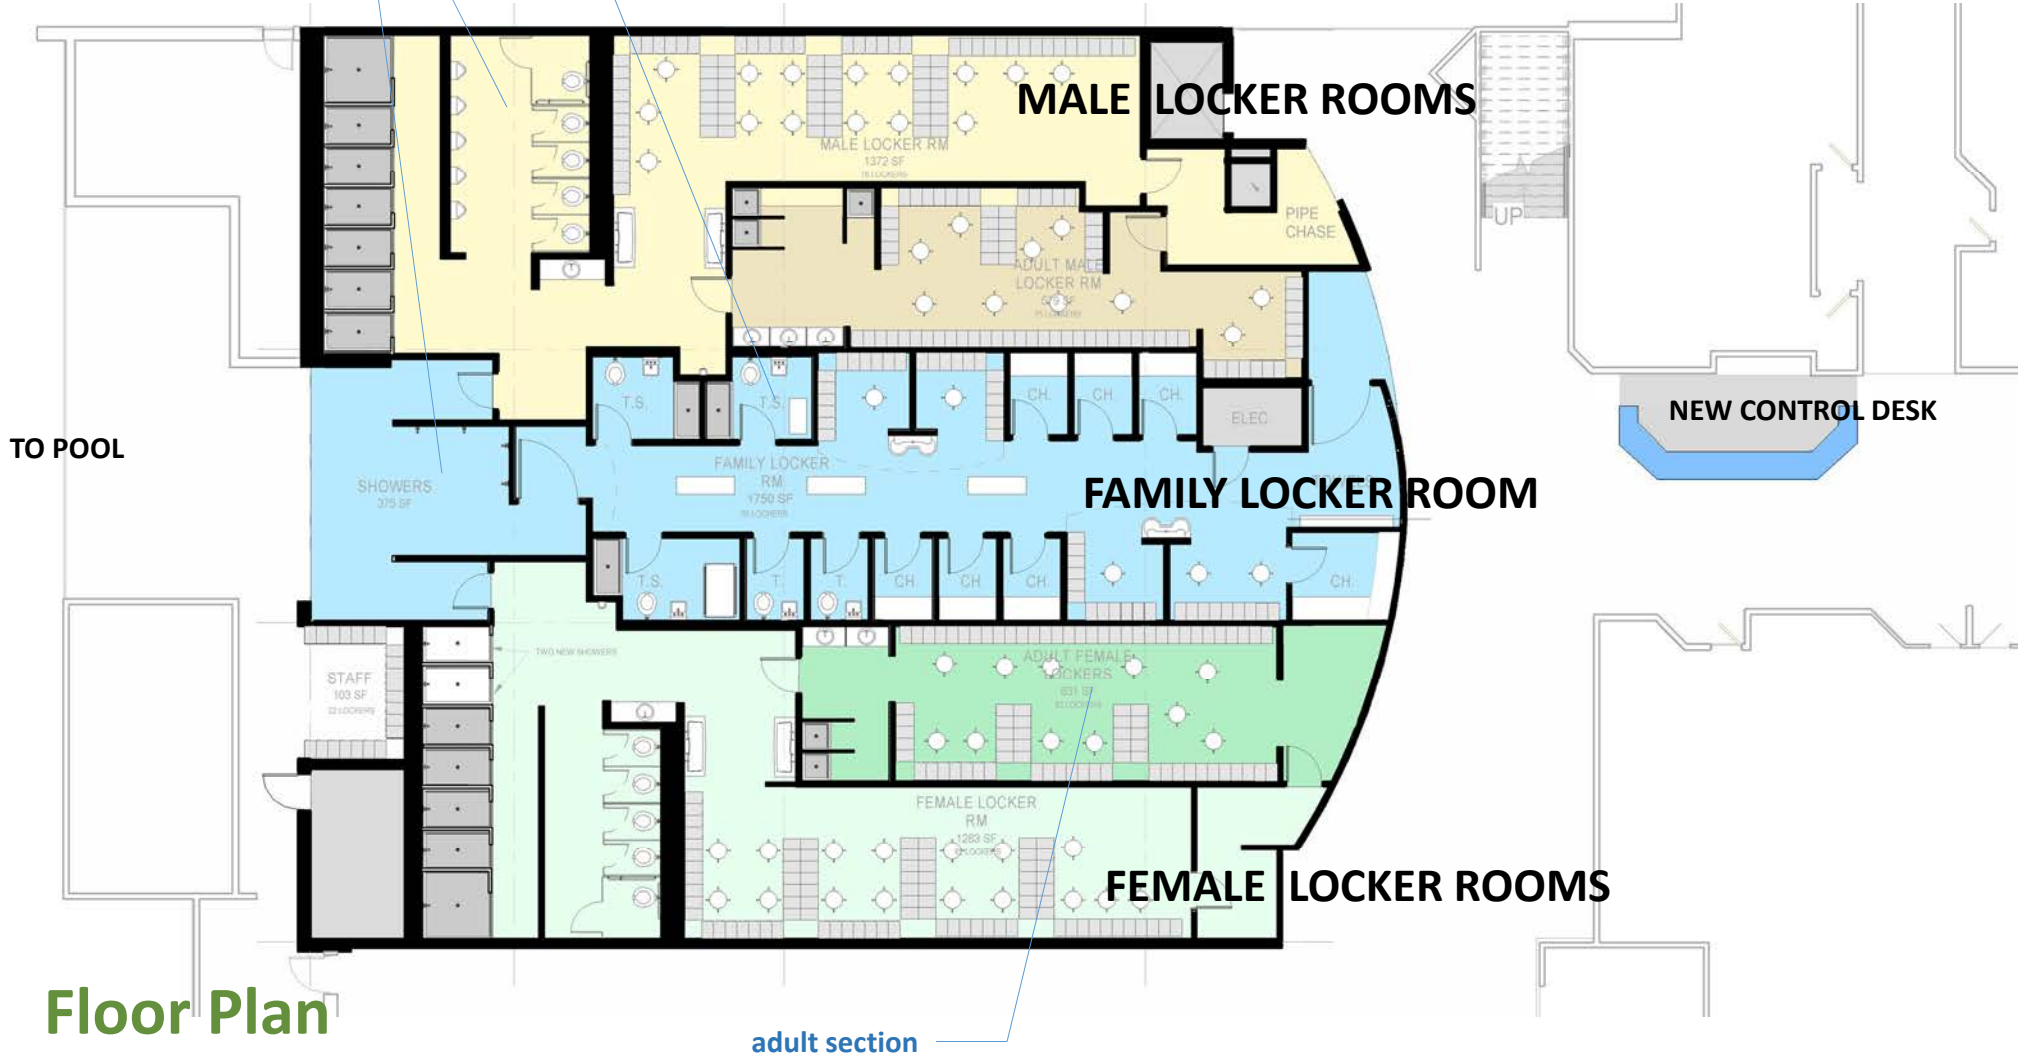 MALE LOCKER ROOMS
MALE LOCKER RM
1372 SF
PIPE
CHASE
UP
ADULT MALE
LOCKER RM
T.S.
T.S.
CH.
CH.
CH.
ELEC
NEW CONTROL DESK
TO POOL
FAMILY LOCKER
RM
1750 SF
SHOWERS
375 SF
FAMILY LOCKER ROOM
T.S.
T.
T.
CH
CH.
CH.
CH.
TWO NEW SHOWERS
STAFF
103 SF
22 LOCKERS
ADULT FEMALE
LOCKERS
FEMALE LOCKER
RM
1263 SF
FEMALE LOCKER ROOMS
Floor Plan
adult section